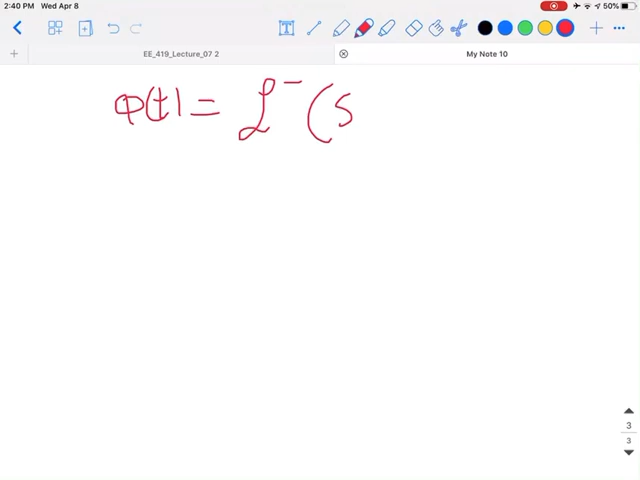 2:40 PM Wed Apr 8 50%
EE_419_Lecture_07 2 My Note 10
φ(t) = ℒ⁻ (S
3
3